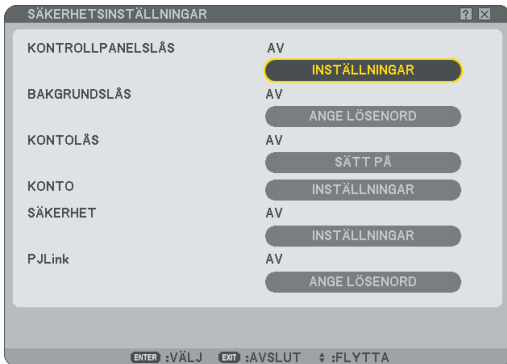 SÄKERHETSINSTÄLLNINGAR
KONTROLLPANELSLÅS AV
INSTÄLLNINGAR
BAKGRUNDSLÅS AV
ANGE LÖSENORD
KONTOLÅS AV
SÄTT PÅ
KONTO INSTÄLLNINGAR
SÄKERHET AV
INSTÄLLNINGAR
PJLink AV
ANGE LÖSENORD
ENTER :VÄLJ EXIT :AVSLUT :FLYTTA